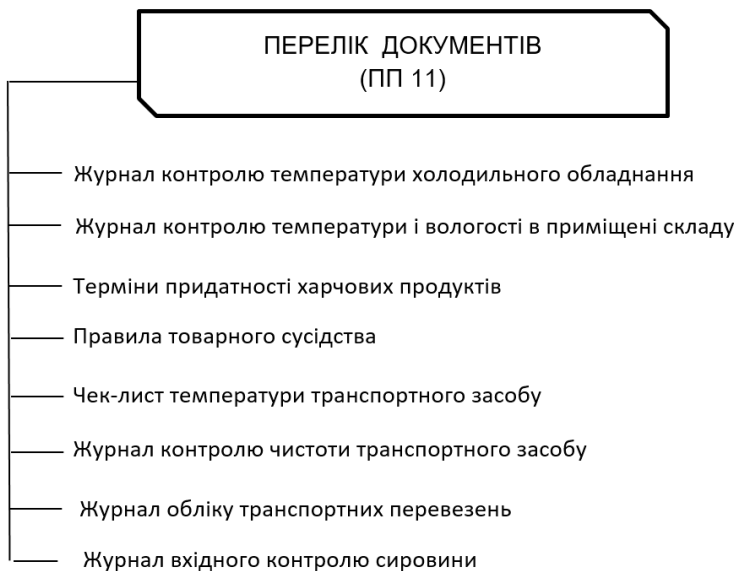 ПЕРЕЛІК ДОКУМЕНТІВ
(ПП 11)
Журнал контролю температури холодильного обладнання
Журнал контролю температури і вологості в приміщені складу
Терміни придатності харчових продуктів
Правила товарного сусідства
Чек-лист температури транспортного засобу
Журнал контролю чистоти транспортного засобу
Журнал обліку транспортних перевезень
Журнал вхідного контролю сировини